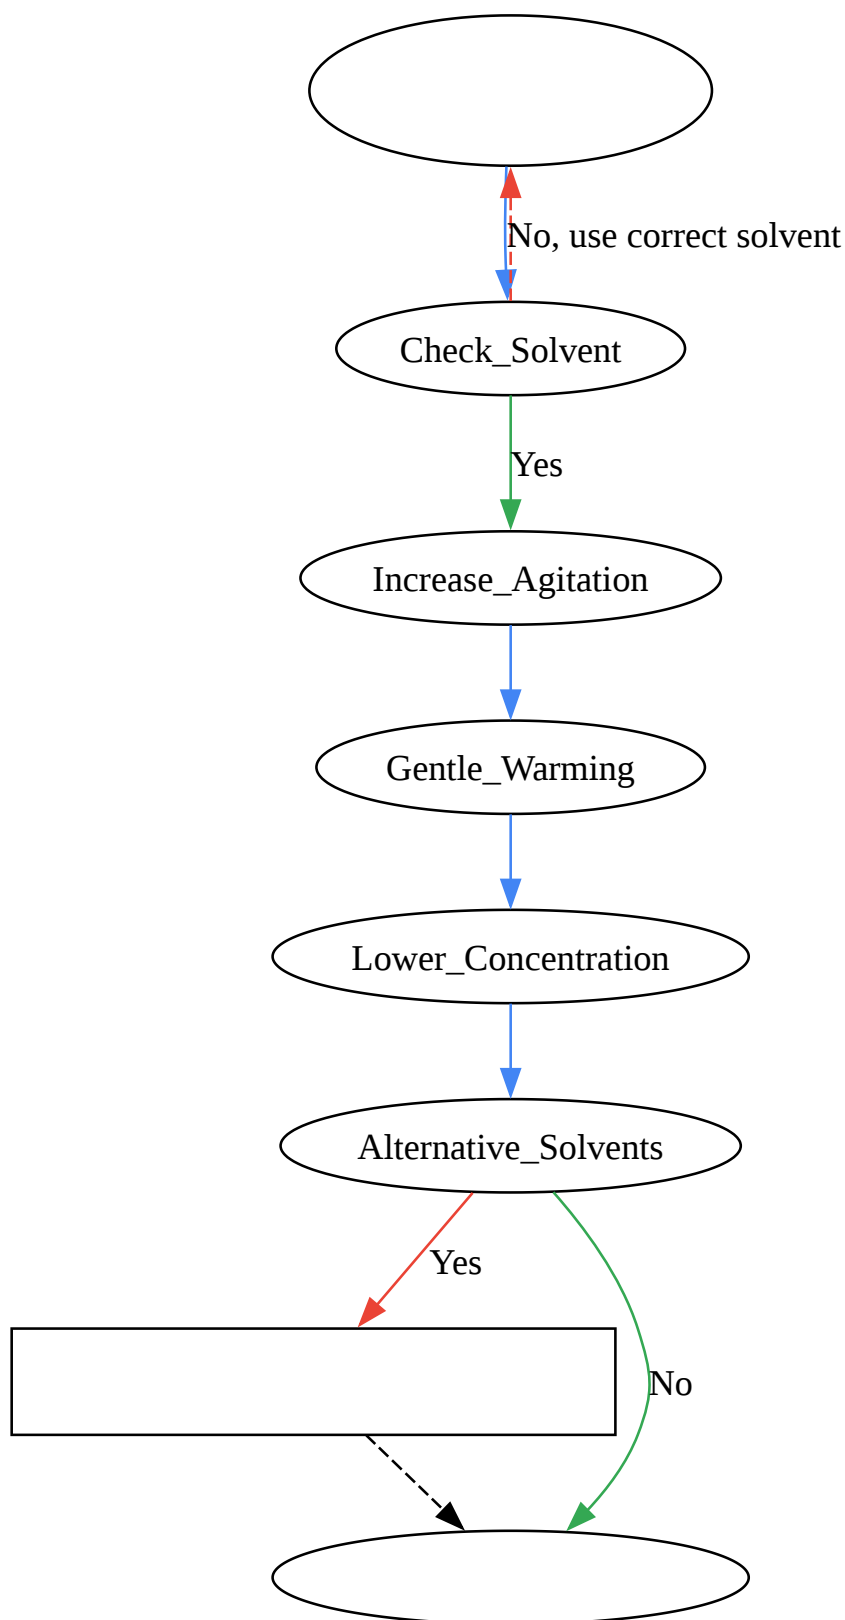 No, use correct solvent
Check_Solvent
Yes
Increase_Agitation
Gentle_Warming
Lower_Concentration
Alternative_Solvents
Yes
No